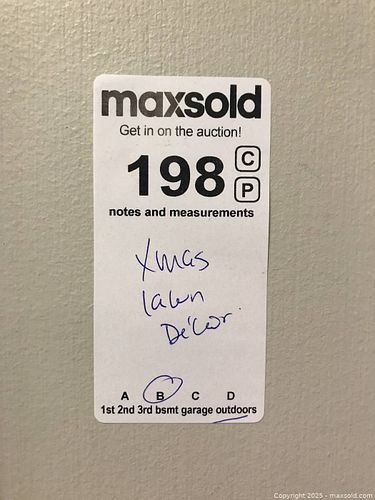 maxsold
Get in on the auction!
198 C
P
notes and measurements
Xmas
lawn
Décor.
A B C D
1st 2nd 3rd bsmt garage outdoors
Copyright 2025 - maxsold.com